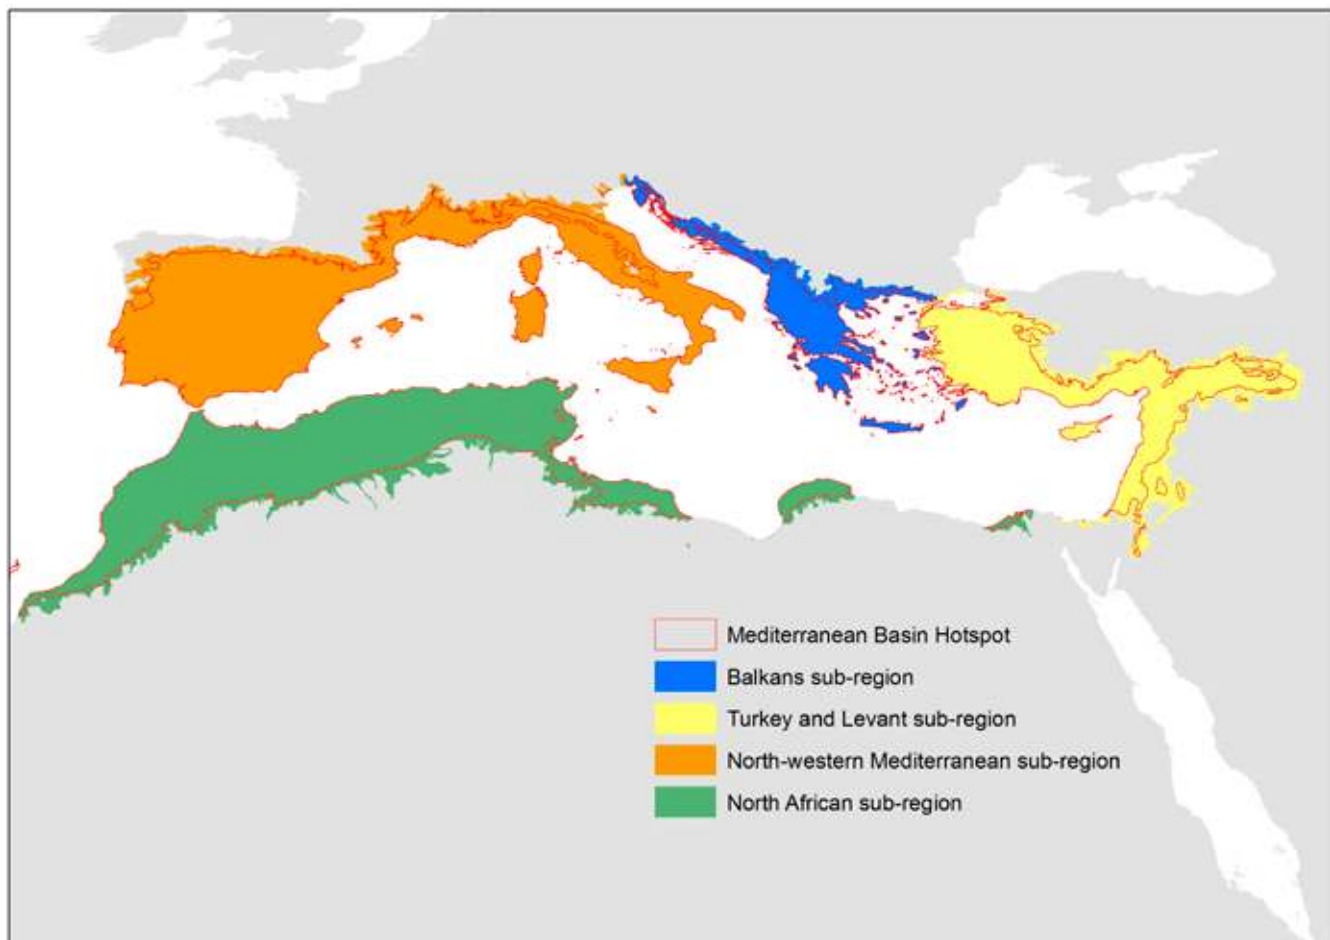 Mediterranean Basin Hotspot
Balkans sub-region
Turkey and Levant sub-region
North-western Mediterranean sub-region
North African sub-region